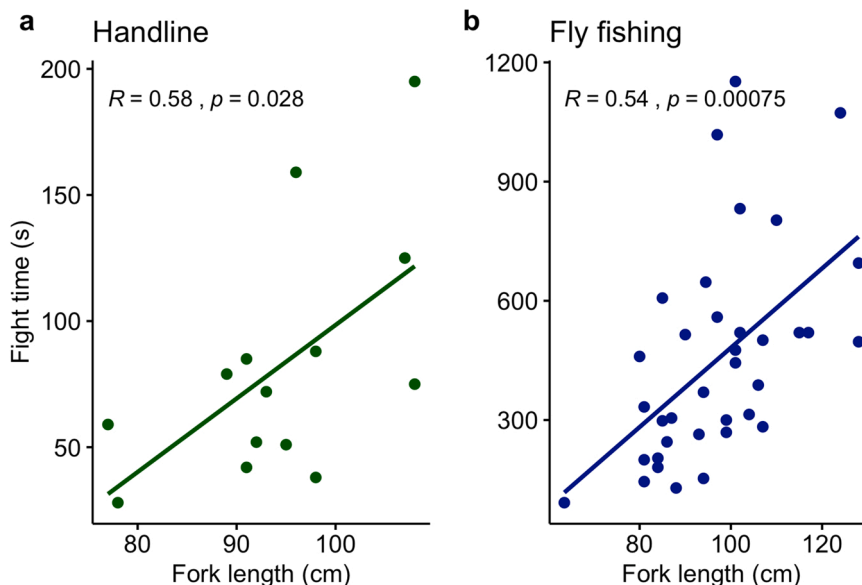 a Handline
R = 0.58 , p = 0.028
200
150
100
50
Fight time (s)
80 90 100
Fork length (cm)
b Fly fishing
R = 0.54 , p = 0.00075
1200
900
600
300
80 100 120
Fork length (cm)